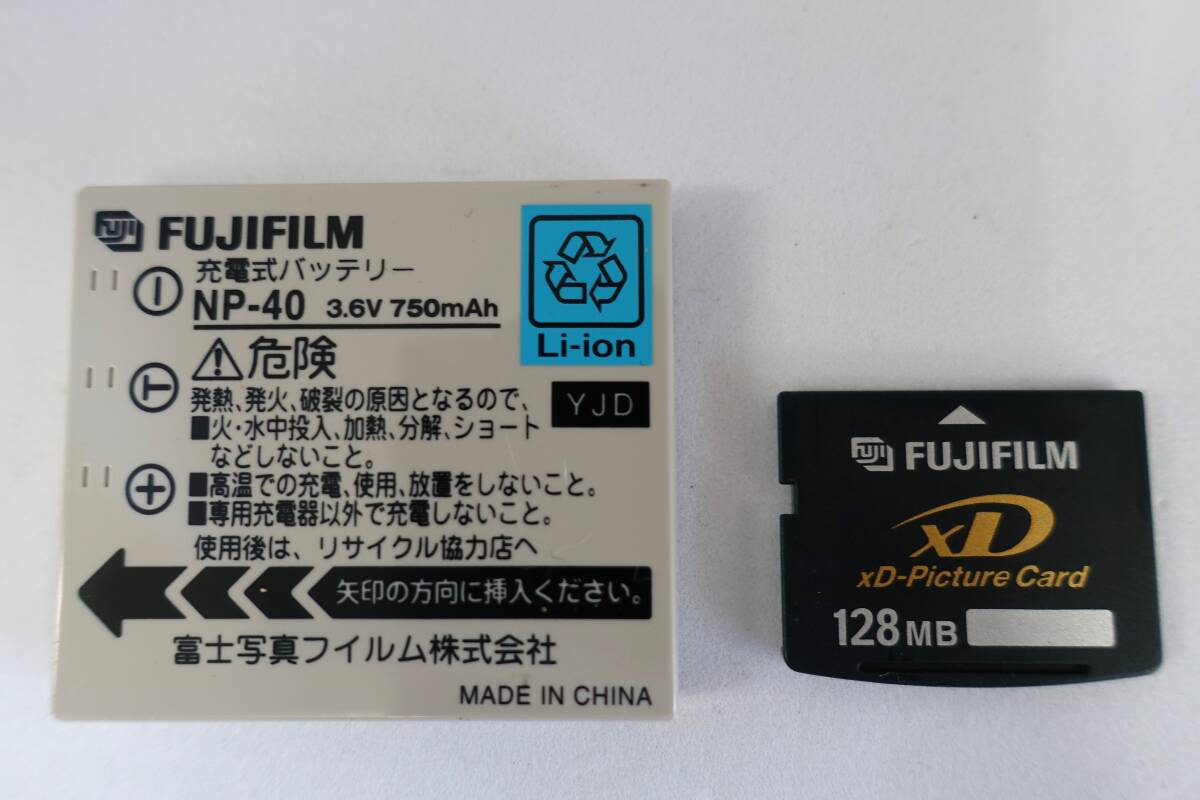 FUJI FUJIFILM
充電式バッテリー
NP-40 3.6V 750mAh
Li-ion
危険
YJD
発熱、発火、破裂の原因となるので、
■火・水中投入、加熱、分解、ショート
などしないこと。
■高温での充電、使用、放置をしないこと。
■専用充電器以外で充電しないこと。
使用後は、リサイクル協力店へ
矢印の方向に挿入ください。
富士写真フイルム株式会社
MADE IN CHINA
− T +
FUJI FUJIFILM
xD
xD-Picture Card
128MB